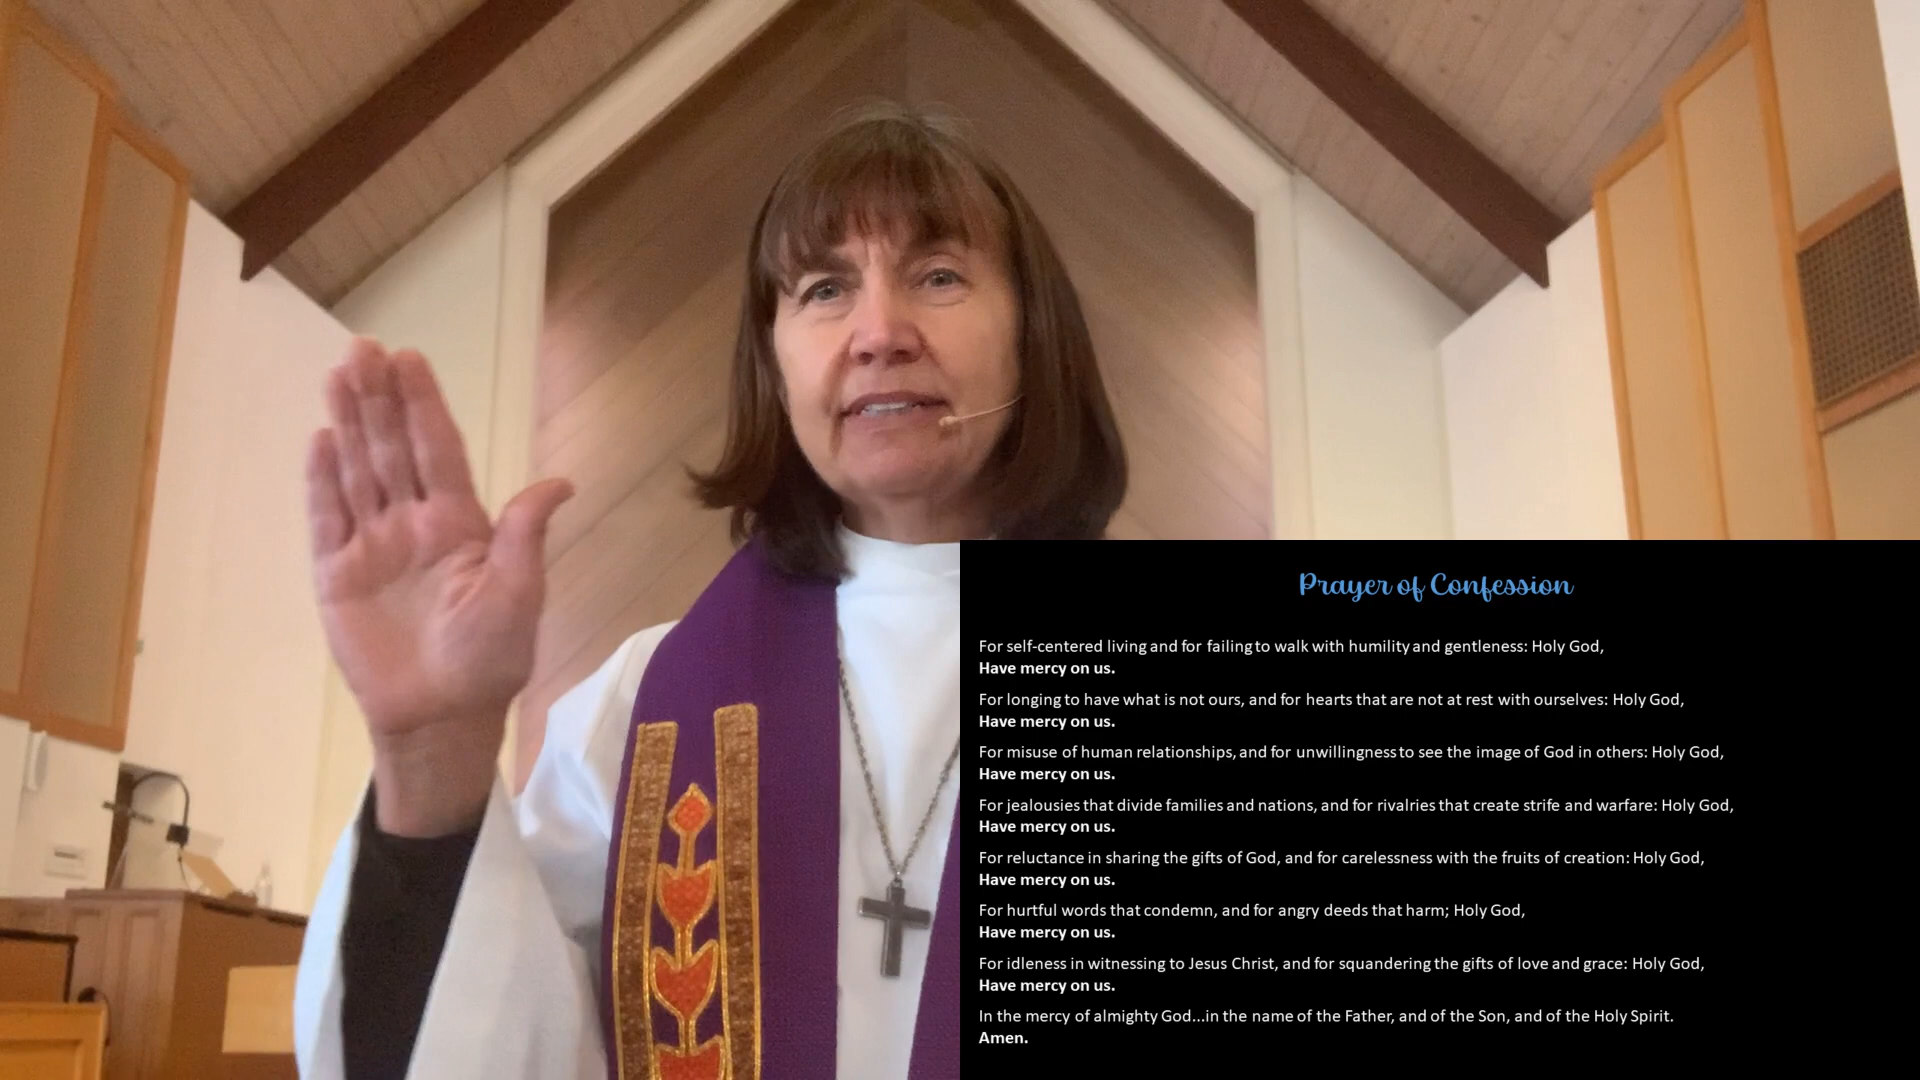 Prayer of Confession
For self-centered living and for failing to walk with humility and gentleness: Holy God,
Have mercy on us.
For longing to have what is not ours, and for hearts that are not at rest with ourselves: Holy God,
Have mercy on us.
For misuse of human relationships, and for unwillingness to see the image of God in others: Holy God,
Have mercy on us.
For jealousies that divide families and nations, and for rivalries that create strife and warfare: Holy God,
Have mercy on us.
For reluctance in sharing the gifts of God, and for carelessness with the fruits of creation: Holy God,
Have mercy on us.
For hurtful words that condemn, and for angry deeds that harm; Holy God,
Have mercy on us.
For idleness in witnessing to Jesus Christ, and for squandering the gifts of love and grace: Holy God,
Have mercy on us.
In the mercy of almighty God...in the name of the Father, and of the Son, and of the Holy Spirit.
Amen.